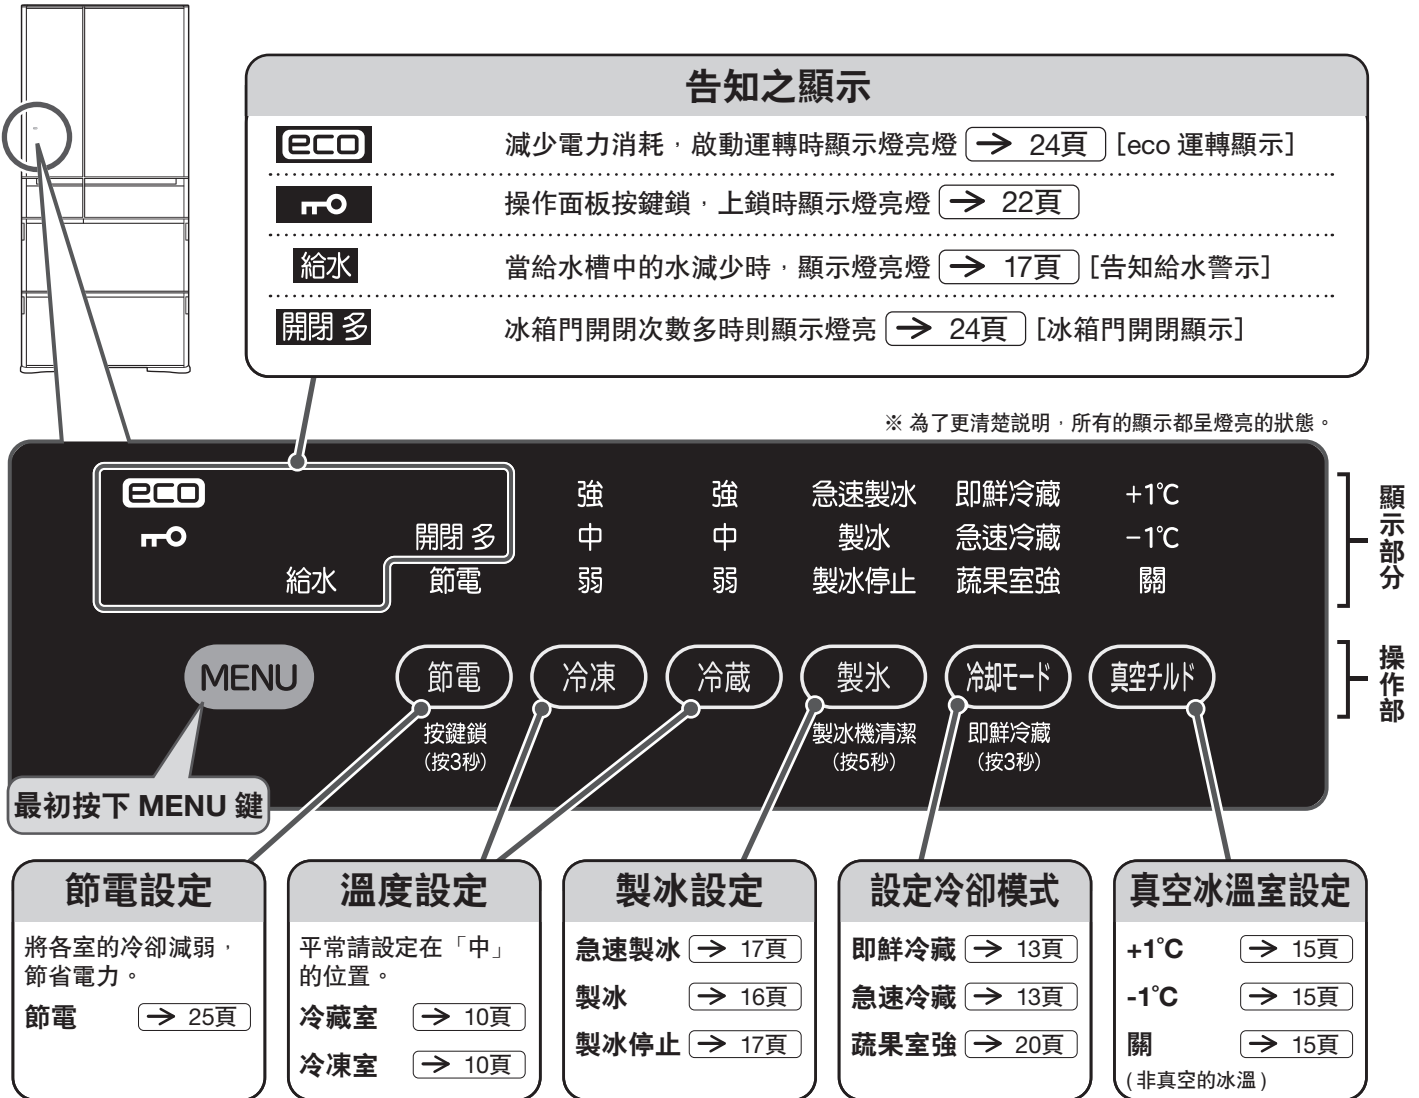 告知之顯示
eco 減少電力消耗，啟動運轉時顯示燈亮燈 → 24頁 [eco 運轉顯示]
操作面板按鍵鎖，上鎖時顯示燈亮燈 → 22頁
給水 當給水槽中的水減少時，顯示燈亮燈 → 17頁 [告知給水警示]
開閉 多 冰箱門開閉次數多時則顯示燈亮 → 24頁 [冰箱門開閉顯示]
※ 為了更清楚説明，所有的顯示都呈燈亮的狀態。
eco 強 強 急速製冰 即鮮冷藏 +1℃
開閉 多 中 中 製冰 急速冷藏 −1℃
給水 節電 弱 弱 製冰停止 蔬果室強 關
顯示部分
MENU 節電 冷凍 冷蔵 製氷 冷却モード 真空チルド
操作部
按鍵鎖 製冰機清潔 即鮮冷藏
（按3秒） （按5秒） （按3秒）
最初按下 MENU 鍵
節電設定
將各室的冷卻減弱，
節省電力。
節電 → 25頁
溫度設定
平常請設定在「中」
的位置。
冷藏室 → 10頁
冷凍室 → 10頁
製冰設定
急速製冰 → 17頁
製冰 → 16頁
製冰停止 → 17頁
設定冷卻模式
即鮮冷藏 → 13頁
急速冷藏 → 13頁
蔬果室強 → 20頁
真空冰溫室設定
+1℃ → 15頁
-1℃ → 15頁
關 → 15頁
(非真空的冰溫)